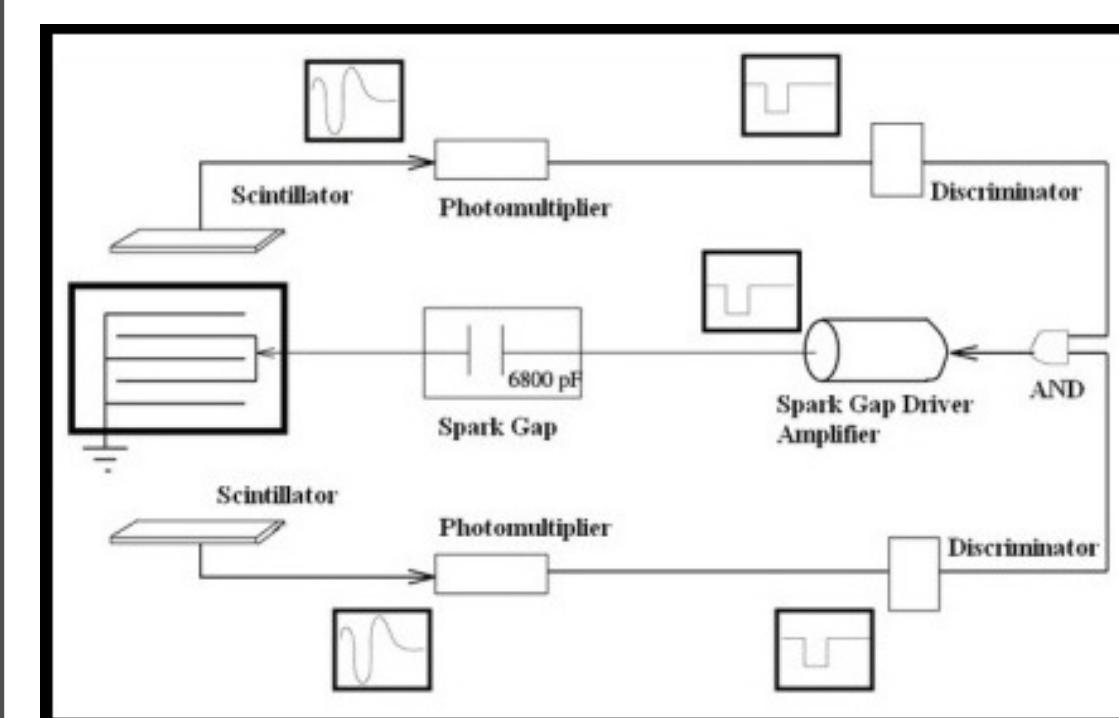 Scintillator
Photomultiplier
Discriminator
6800 pF
Spark Gap
Spark Gap Driver
Amplifier
AND
Scintillator
Photomultiplier
Discriminator